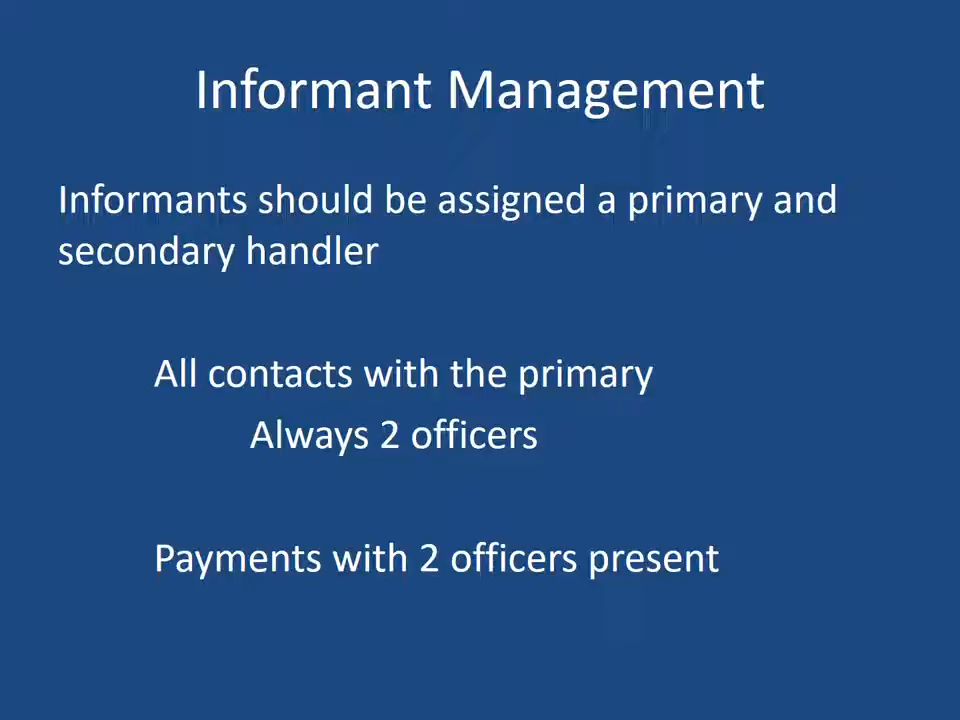 Informant Management
Informants should be assigned a primary and
secondary handler
All contacts with the primary
Always 2 officers
Payments with 2 officers present